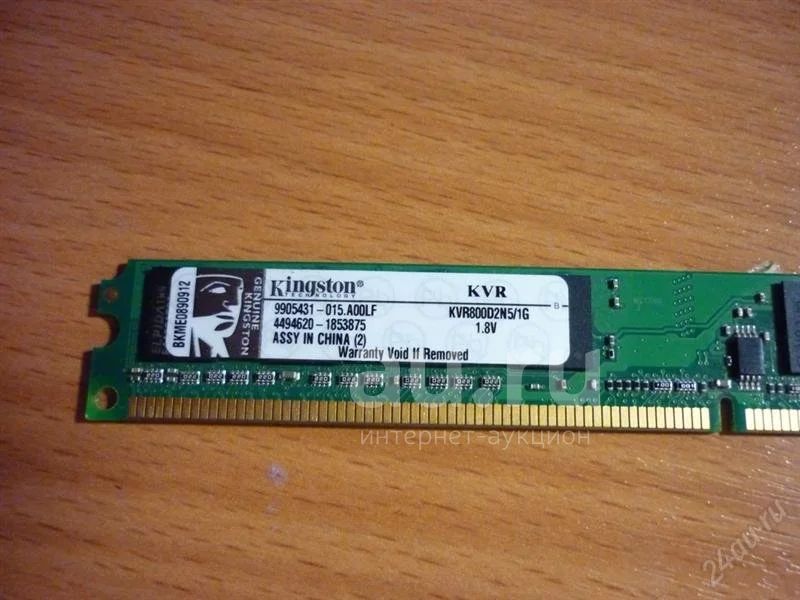 BKME0890912
GENUINE
KINGSTON
Kingston®
TECHNOLOGY
9905431-015.A00LF
4494620-1853875
ASSY IN CHINA (2)
Warranty Void If Removed
KVR
B
KVR800D2N5/1G
1.8V
au.ru
интернет-аукцион
24au.ru